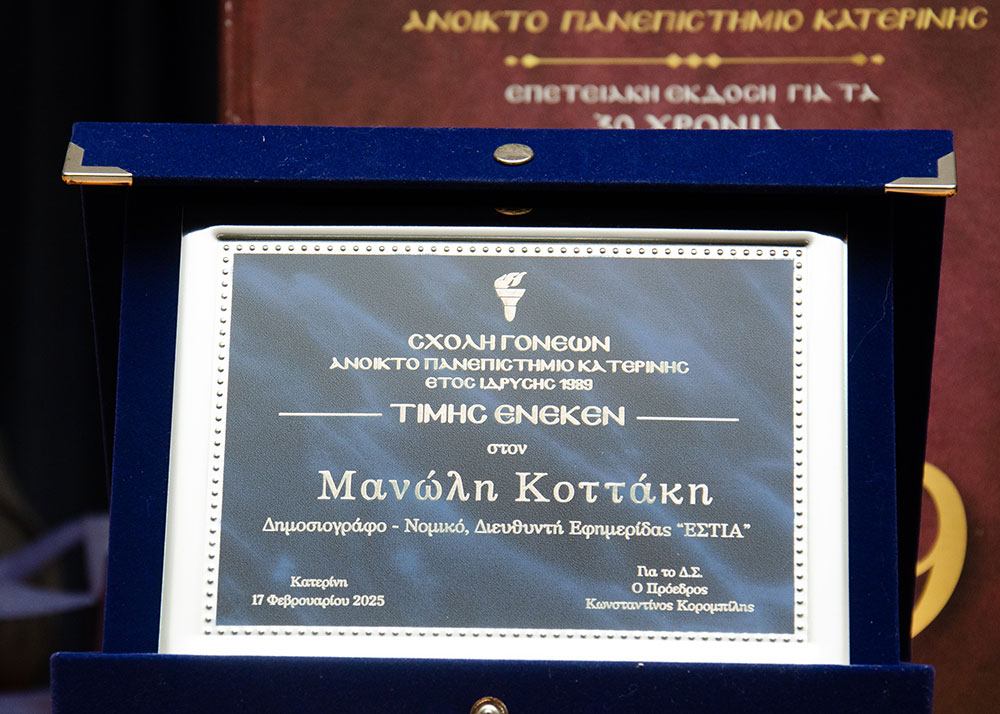 ΑΝΟΙΚΤΟ ΠΑΝΕΠΙΣΤΗΜΙΟ ΚΑΤΕΡΙΝΗΣ
ΕΠΕΤΕΙΑΚΗ ΕΚΔΟΣΗ ΓΙΑ ΤΑ
30 ΧΡΟΝΙΑ
ΣΧΟΛΗ ΓΟΝΕΩΝ
ΑΝΟΙΚΤΟ ΠΑΝΕΠΙΣΤΗΜΙΟ ΚΑΤΕΡΙΝΗΣ
ΕΤΟΣ ΙΔΡΥΣΗΣ 1989
ΤΙΜΗΣ ΕΝΕΚΕΝ
στον
Μανώλη Κοττάκη
Δημοσιογράφο - Νομικό, Διευθυντή Εφημερίδας “ΕΣΤΙΑ”
Κατερίνη
17 Φεβρουαρίου 2025
Για το Δ.Σ.
Ο Πρόεδρος
Κωνσταντίνος Κορομπίλης
9